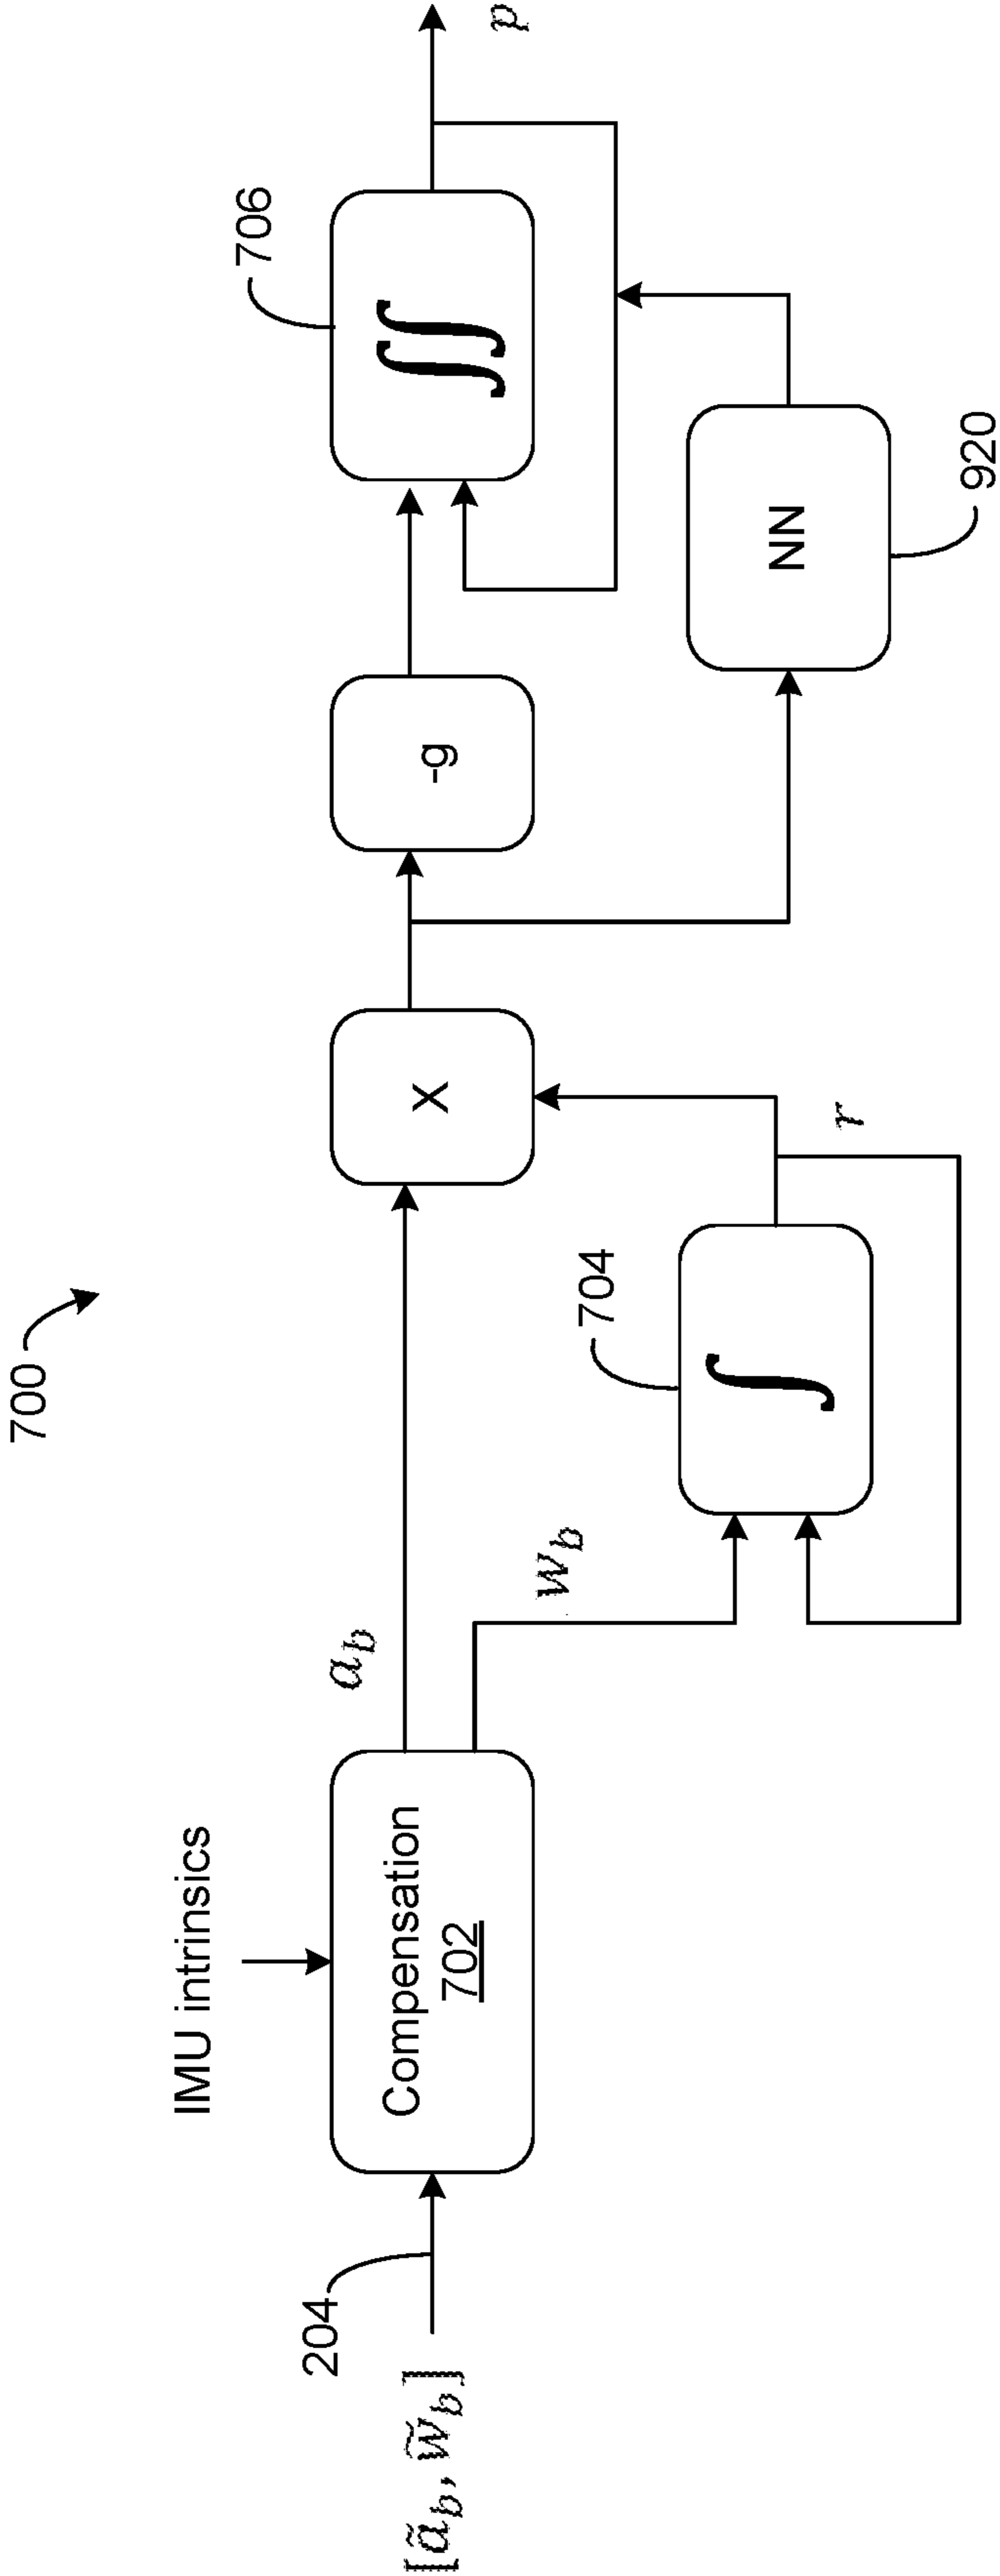 700
IMU intrinsics
204
[ã_b, w̃_b]
Compensation
702
a_b
w_b
704
∫
r
X
-g
706
∬
p
NN
920